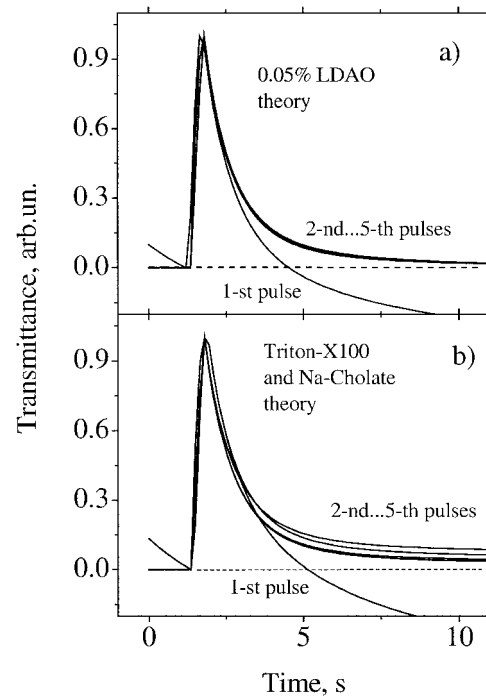 a)
0.05% LDAO
theory
0.9
0.6
0.3
0.0
2-nd...5-th pulses
1-st pulse
b)
Triton-X100
and Na-Cholate
theory
0.9
0.6
0.3
0.0
2-nd...5-th pulses
1-st pulse
0
5
10
Time, s
Transmittance, arb.un.